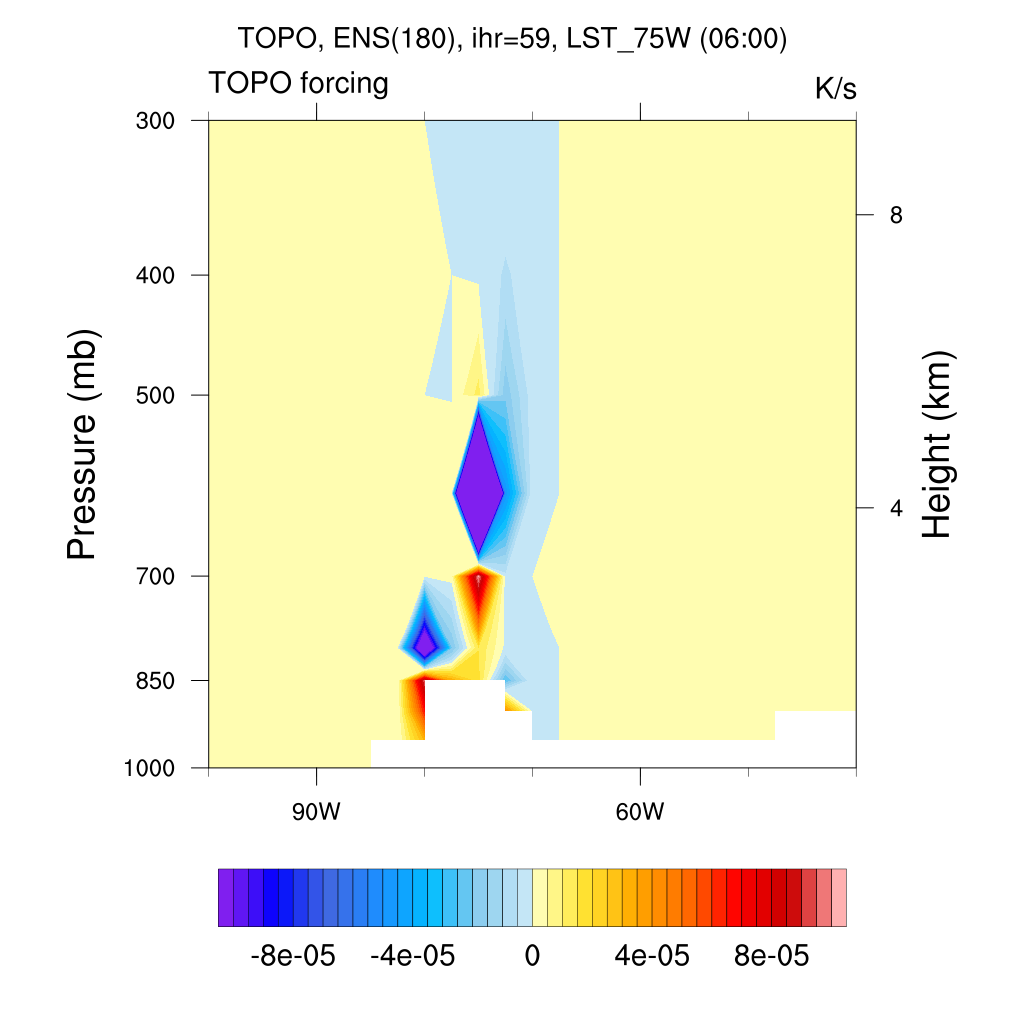 TOPO, ENS(180), ihr=59, LST_75W (06:00)
TOPO forcing
K/s
300
400
500
700
850
1000
Pressure (mb)
8
4
Height (km)
90W
60W
-8e-05
-4e-05
0
4e-05
8e-05